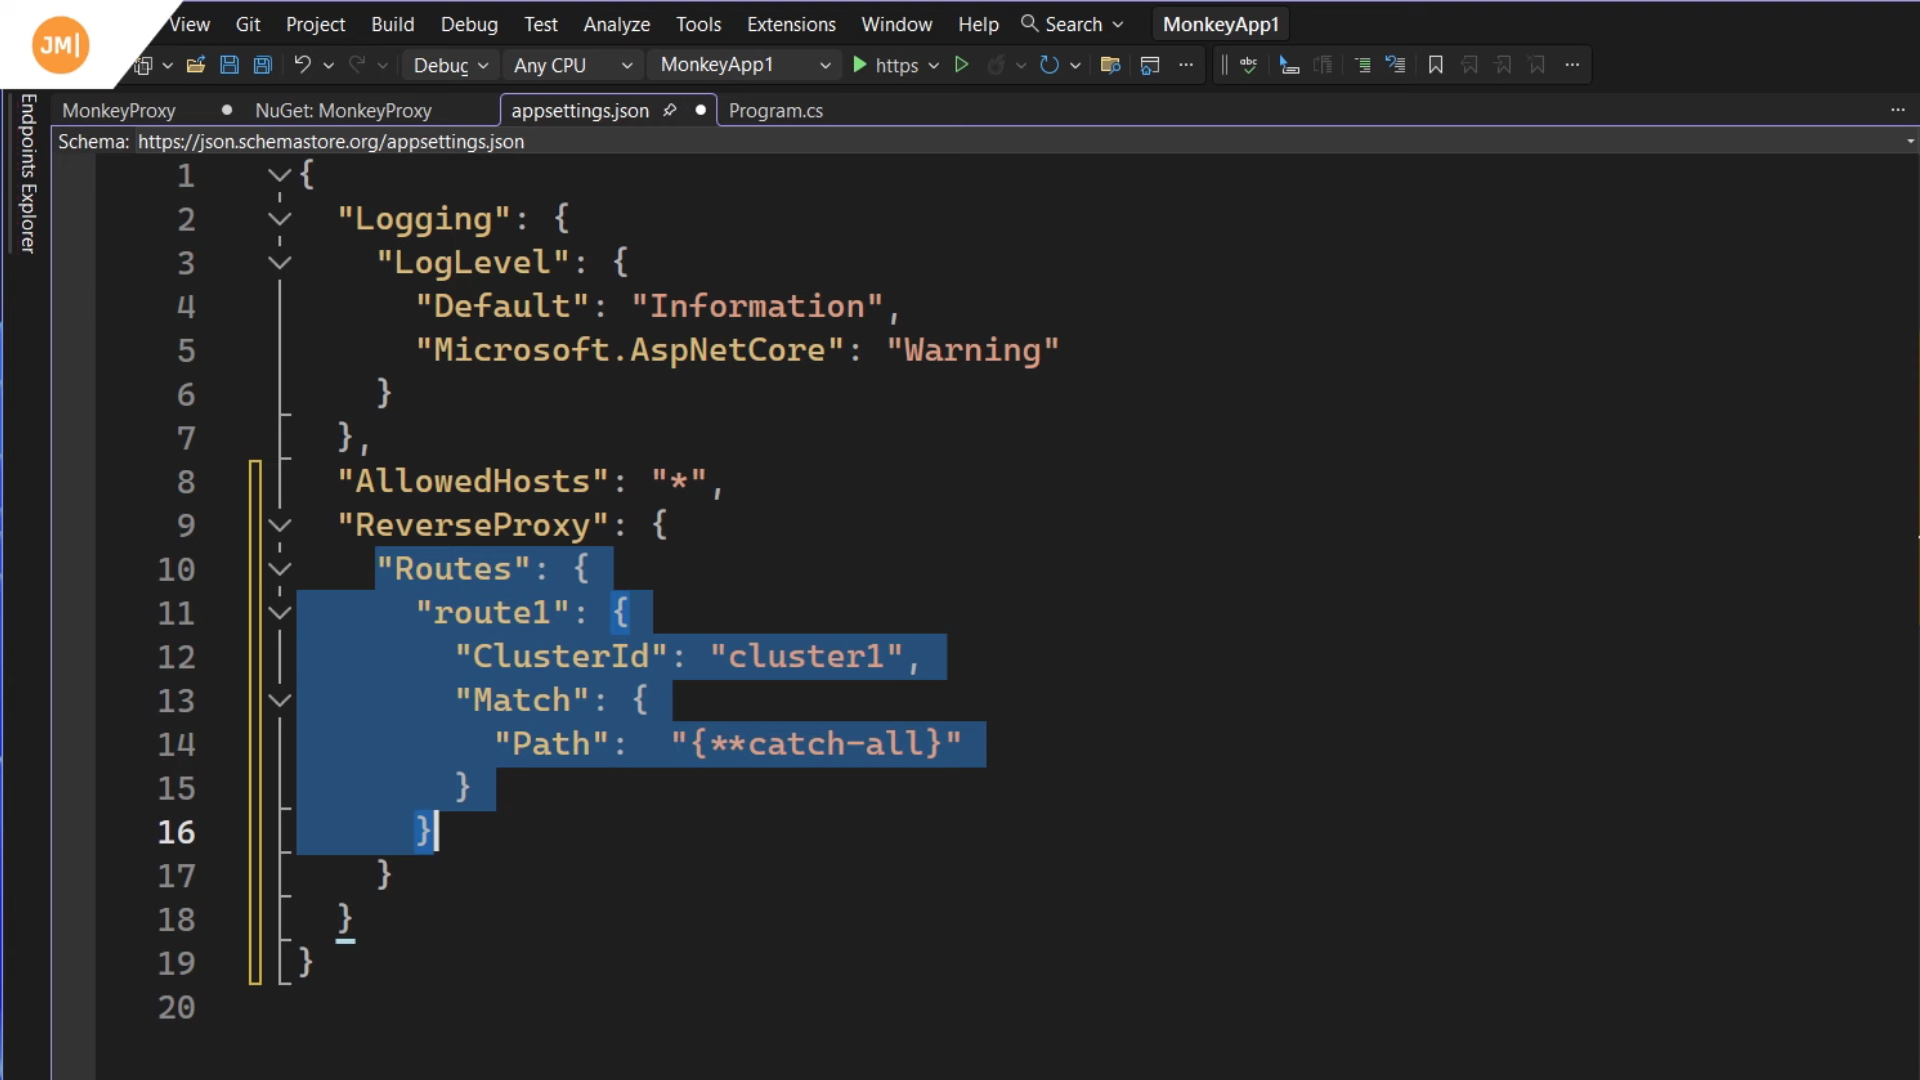 JM|
View Git Project Build Debug Test Analyze Tools Extensions Window Help Search MonkeyApp1
Debug Any CPU MonkeyApp1 https abc
MonkeyProxy NuGet: MonkeyProxy appsettings.json Program.cs
Schema: https://json.schemastore.org/appsettings.json
Endpoints Explorer
1 {
2 "Logging": {
3 "LogLevel": {
4 "Default": "Information",
5 "Microsoft.AspNetCore": "Warning"
6 }
7 },
8 "AllowedHosts": "*",
9 "ReverseProxy": {
10 "Routes": {
11 "route1": {
12 "ClusterId": "cluster1",
13 "Match": {
14 "Path":  "{**catch-all}"
15 }
16 }
17 }
18 }
19 }
20